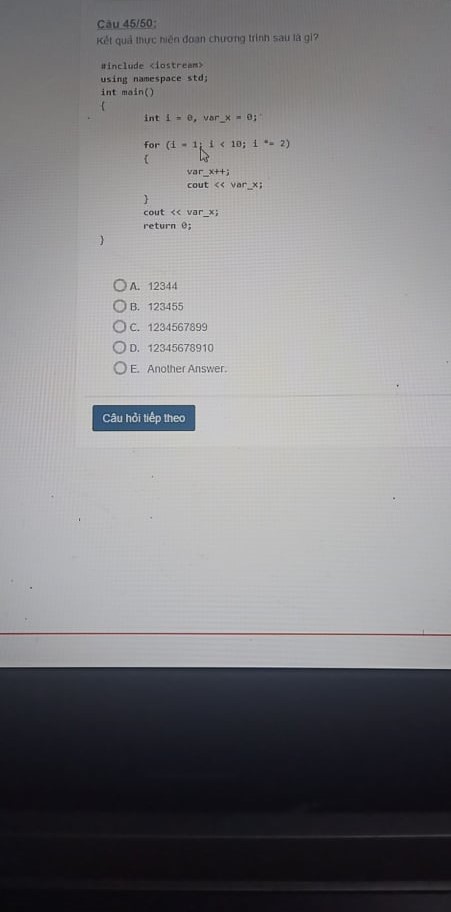 Câu 45/50:
Kết quả thực hiện đoạn chương trình sau là gì?
#include <iostream>
using namespace std;
int main()
{
int i = 0, var_x = 0;
for (i = 1; i < 10; i *= 2)
{
var_x++;
cout << var_x;
}
cout << var_x;
return 0;
}
A. 12344
B. 123455
C. 1234567899
D. 12345678910
E. Another Answer.
Câu hỏi tiếp theo